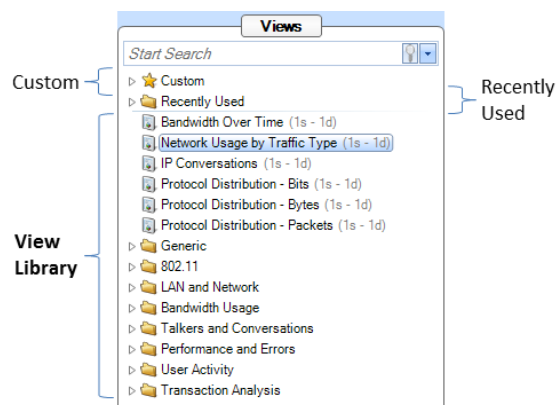 Views
Start Search
Custom
Custom
Recently Used
Recently
Used
Bandwidth Over Time (1s - 1d)
Network Usage by Traffic Type (1s - 1d)
IP Conversations (1s - 1d)
Protocol Distribution - Bits (1s - 1d)
Protocol Distribution - Bytes (1s - 1d)
Protocol Distribution - Packets (1s - 1d)
View
Library
Generic
802.11
LAN and Network
Bandwidth Usage
Talkers and Conversations
Performance and Errors
User Activity
Transaction Analysis